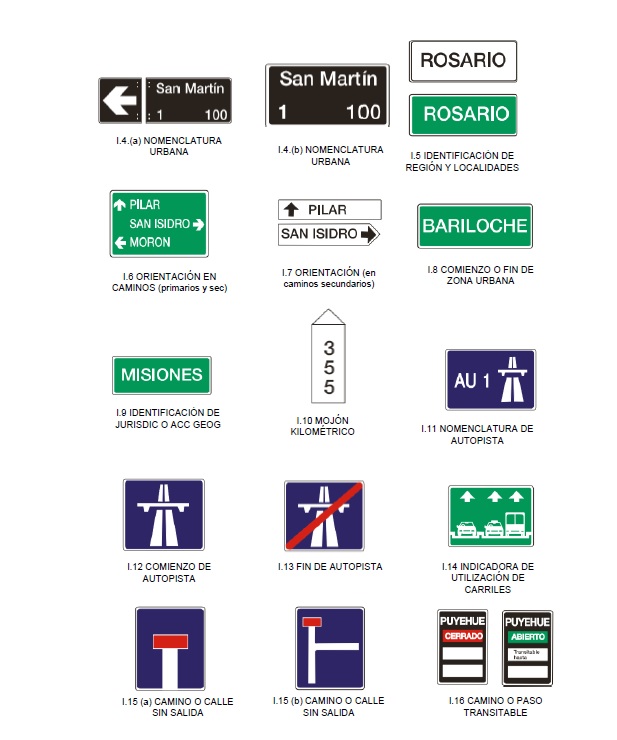 San Martín
1 100
I.4.(a) NOMENCLATURA
URBANA
San Martín
1 100
I.4.(b) NOMENCLATURA
URBANA
ROSARIO
ROSARIO
I.5 IDENTIFICACIÓN DE
REGIÓN Y LOCALIDADES
PILAR
SAN ISIDRO
MORON
I.6 ORIENTACIÓN EN
CAMINOS (primarios y sec)
PILAR
SAN ISIDRO
I.7 ORIENTACIÓN (en
caminos secundarios)
BARILOCHE
I.8 COMIENZO O FIN DE
ZONA URBANA
MISIONES
I.9 IDENTIFICACIÓN DE
JURISDIC O ACC GEOG
3
5
5
I.10 MOJÓN
KILOMÉTRICO
AU 1
I.11 NOMENCLATURA DE
AUTOPISTA
I.12 COMIENZO DE
AUTOPISTA
I.13 FIN DE AUTOPISTA
I.14 INDICADORA DE
UTILIZACIÓN DE
CARRILES
I.15 (a) CAMINO O CALLE
SIN SALIDA
I.15 (b) CAMINO O CALLE
SIN SALIDA
PUYEHUE
CERRADO
PUYEHUE
ABIERTO
Transitable
hasta
I.16 CAMINO O PASO
TRANSITABLE